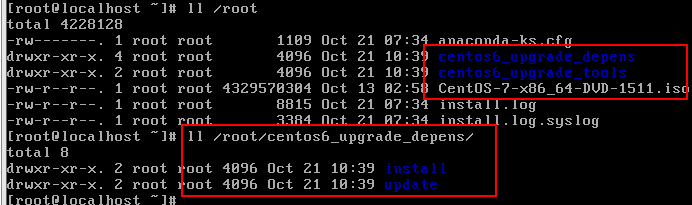 [root@localhost ~]# ll /root
total 4228128
-rw-------. 1 root root 1109 Oct 21 07:34 anaconda-ks.cfg
drwxr-xr-x. 4 root root 4096 Oct 21 10:39 centos6_upgrade_depens
drwxr-xr-x. 2 root root 4096 Oct 21 10:39 centos6_upgrade_tools
-rw-r--r--. 1 root root 4329570304 Oct 13 02:58 CentOS-7-x86_64-DVD-1511.iso
-rw-r--r--. 1 root root 8815 Oct 21 07:34 install.log
-rw-r--r--. 1 root root 3384 Oct 21 07:34 install.log.syslog
[root@localhost ~]# ll /root/centos6_upgrade_depens/
total 8
drwxr-xr-x. 2 root root 4096 Oct 21 10:39 install
drwxr-xr-x. 2 root root 4096 Oct 21 10:39 update
[root@localhost ~]#